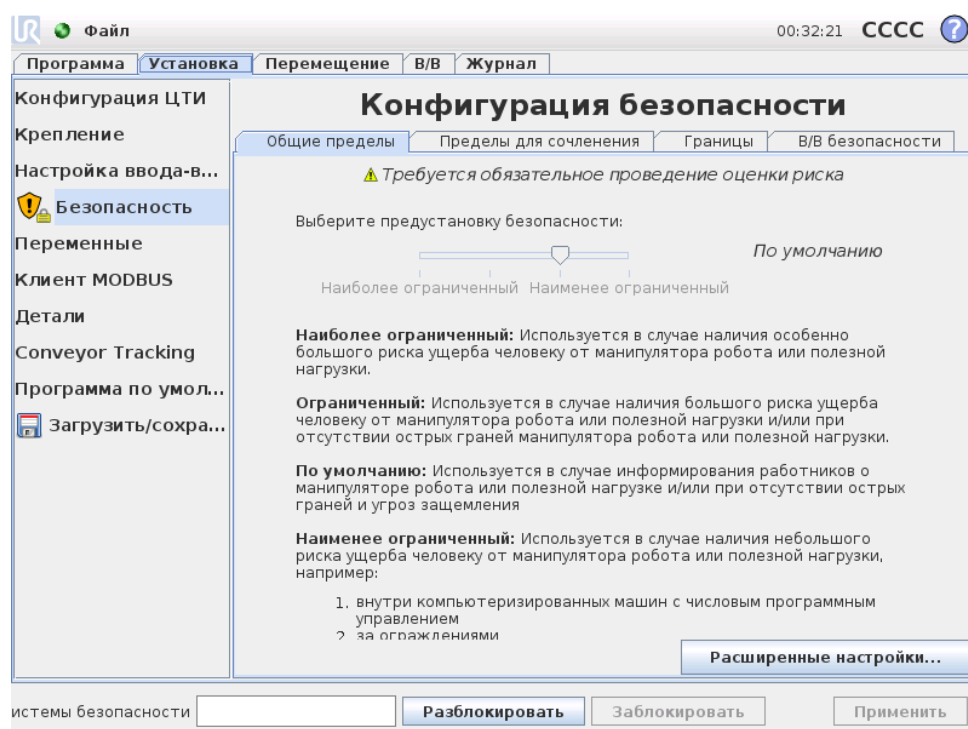 UR Файл 00:32:21 CCCC ?
Программа Установка Перемещение В/В Журнал
Конфигурация ЦТИ
Крепление
Настройка ввода-в...
Безопасность
Переменные
Клиент MODBUS
Детали
Conveyor Tracking
Программа по умол...
Загрузить/сохра...
Конфигурация безопасности
Общие пределы Пределы для сочленения Границы В/В безопасности
Требуется обязательное проведение оценки риска
Выберите предустановку безопасности:
По умолчанию
Наиболее ограниченный Наименее ограниченный
Наиболее ограниченный: Используется в случае наличия особенно
большого риска ущерба человеку от манипулятора робота или полезной
нагрузки.
Ограниченный: Используется в случае наличия большого риска ущерба
человеку от манипулятора робота или полезной нагрузки и/или при
отсутствии острых граней манипулятора робота или полезной нагрузки.
По умолчанию: Используется в случае информирования работников о
манипуляторе робота или полезной нагрузке и/или при отсутствии острых
граней и угроз защемления
Наименее ограниченный: Используется в случае наличия небольшого
риска ущерба человеку от манипулятора робота или полезной нагрузки,
например:
1. внутри компьютеризированных машин с числовым программным
управлением
2. за ограждениями
Расширенные настройки...
истемы безопасности Разблокировать Заблокировать Применить